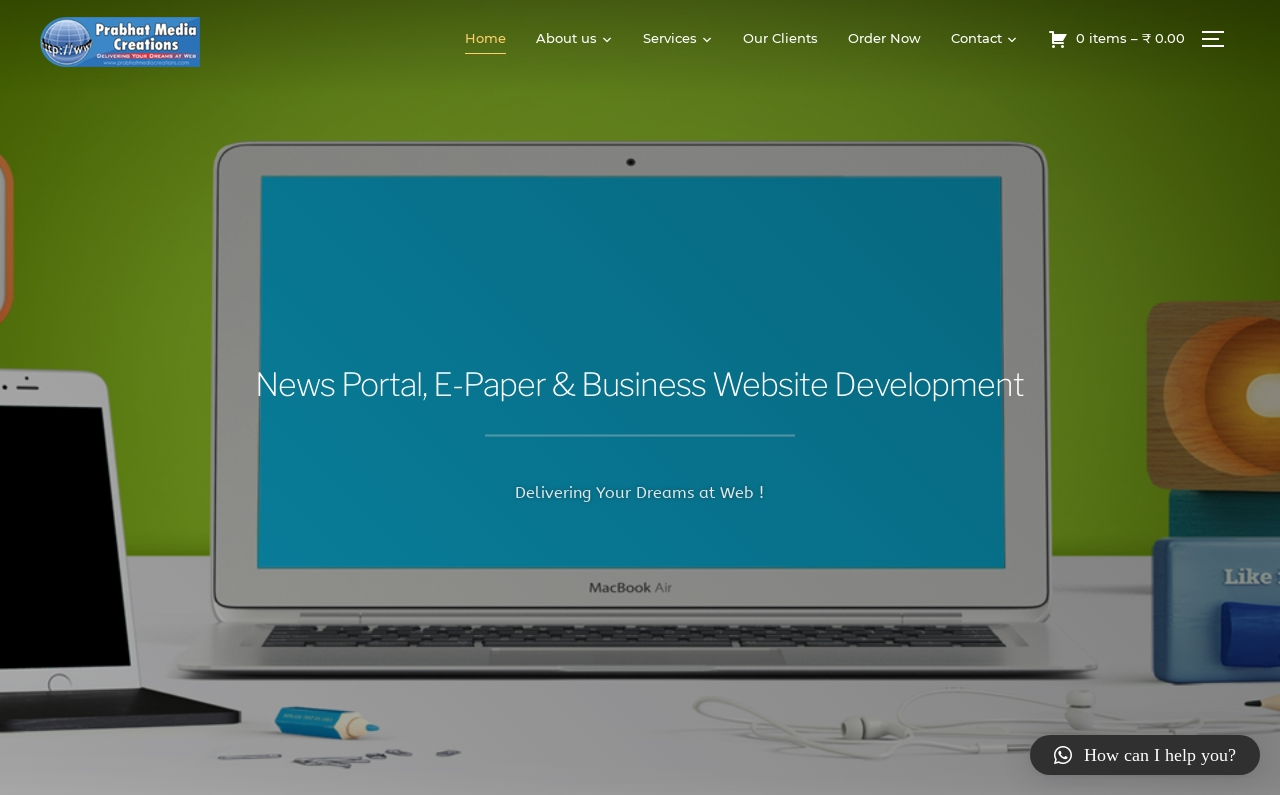 Prabhat Media
Creations
DELIVERING YOUR DREAMS AT WEB
www.prabhatmediacreations.com
Home
About us
Services
Our Clients
Order Now
Contact
0 items – ₹ 0.00
News Portal, E-Paper & Business Website Development
Delivering Your Dreams at Web !
MacBook Air
Like
How can I help you?